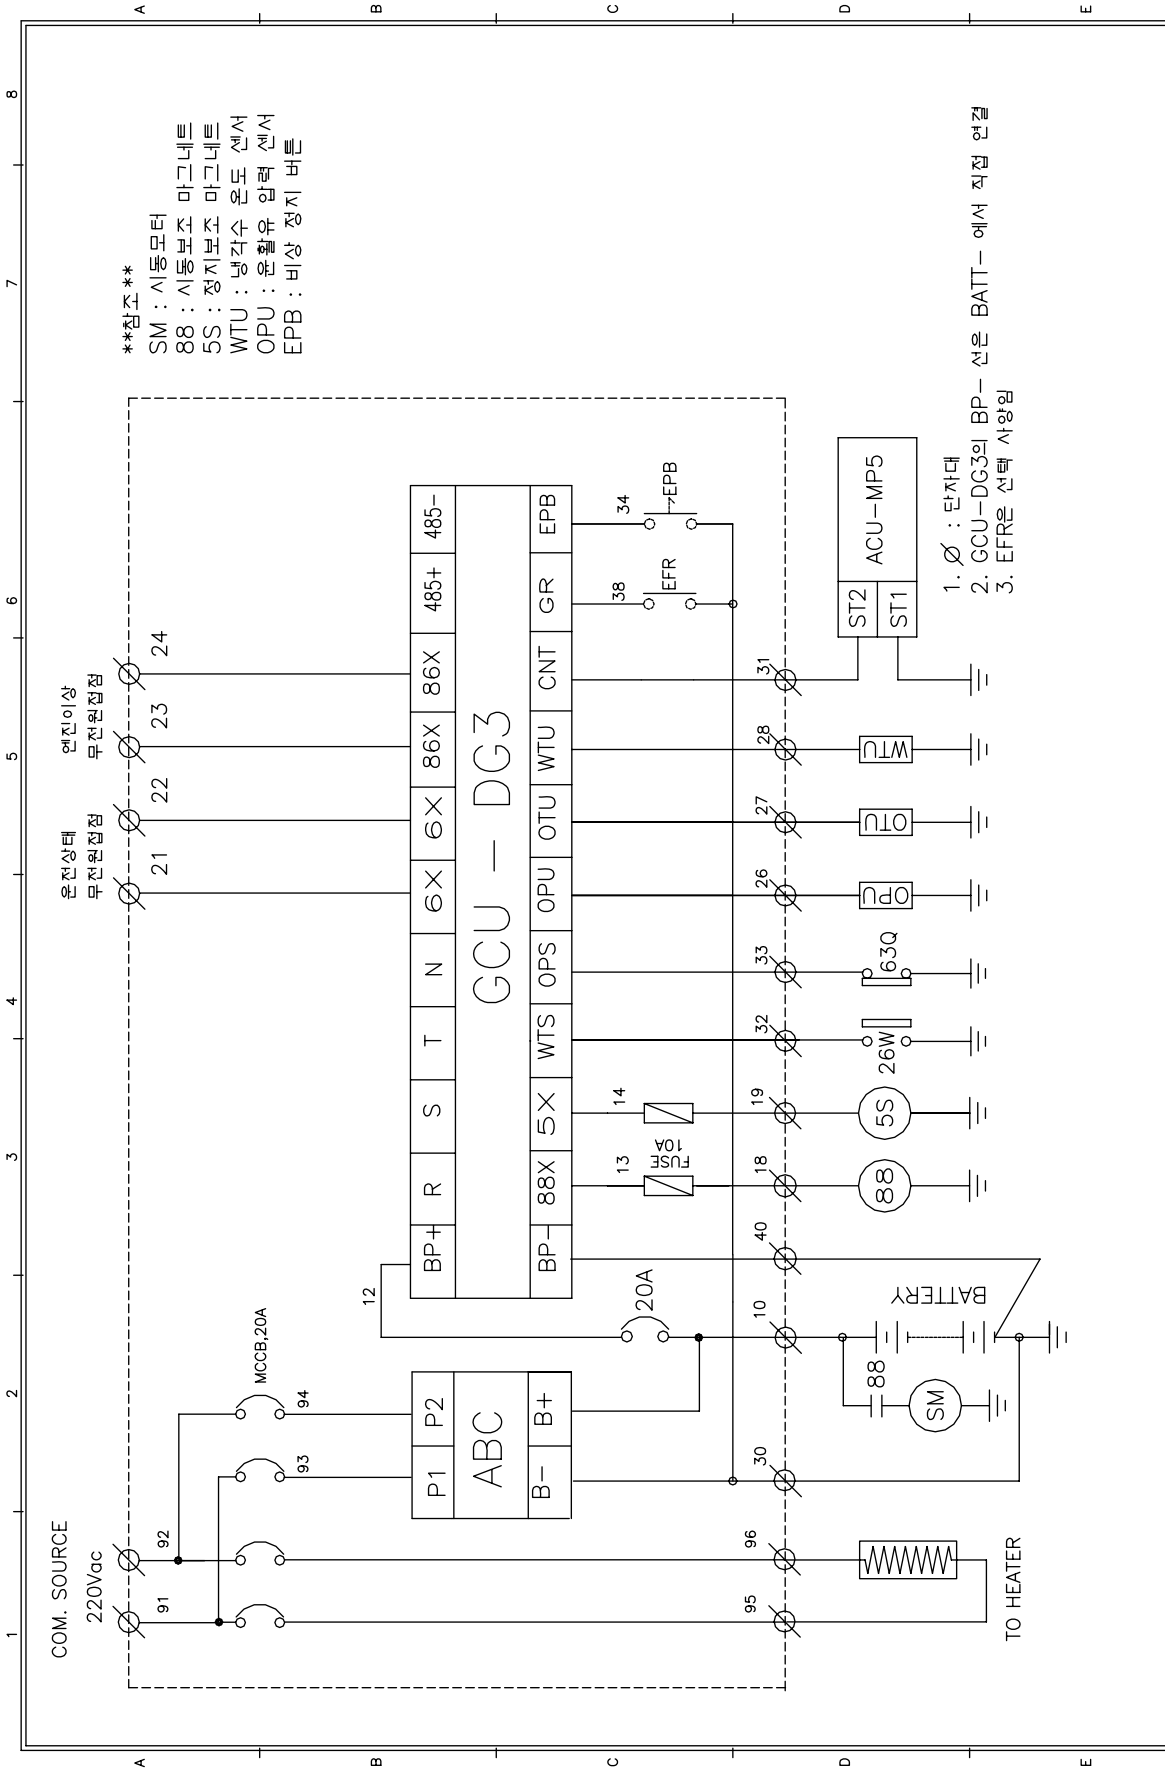 1 2 3 4 5 6 7 8
A
B
C
D
E
A
B
C
D
E
COM. SOURCE
220Vac
91
92
MCCB,20A
93
94
P1 P2
ABC
B- B+
운전상태
무전원접점
엔진이상
무전원접점
21
22
23
24
12
BP+ R S T N 6X 6X 86X 86X 485+ 485-
GCU - DG3
BP- 88X 5X WTS OPS OPU OTU WTU CNT GR EPB
20A
13
14
FUSE
10A
38
34
EFR
EPB
95
96
30
10
40
18
19
32
33
26
27
28
31
88
SM
BATTERY
88
5S
26W
63Q
OPU
OTU
WTU
ST2
ST1
ACU-MP5
TO HEATER
**참조**
SM : 시동모터
88 : 시동보조 마그네트
5S : 정지보조 마그네트
WTU : 냉각수 온도 센서
OPU : 윤활유 압력 센서
EPB : 비상 정지 버튼
1. Ø : 단자대
2. GCU-DG3의 BP- 선은 BATT- 에서 직접 연결
3. EFR은 선택 사양임